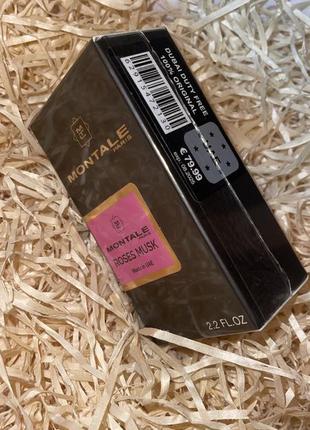 MONTALE
PARIS
MONTALE
PARIS
ROSES MUSK
Made in UAE
2.2 FL.OZ
DUBAI DUTY FREE
100% ORIGINAL
€ 79.99